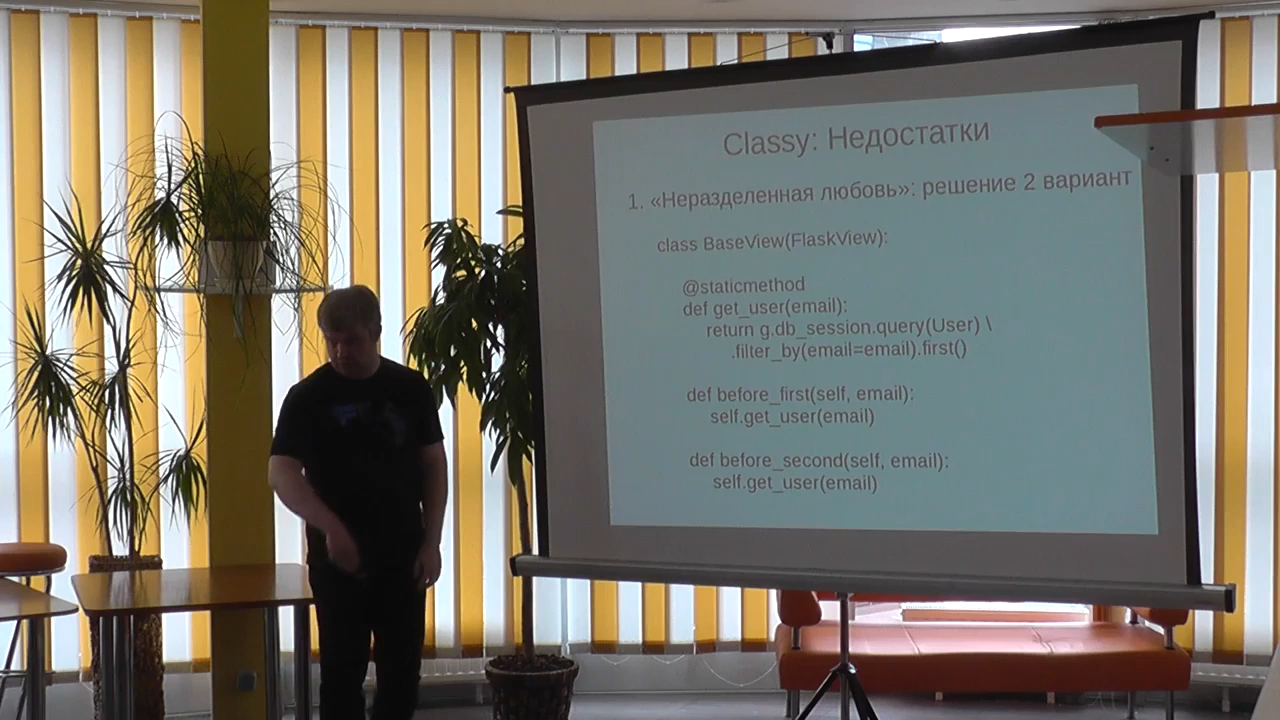 Classy: Недостатки
1. «Неразделенная любовь»: решение 2 вариант
class BaseView(FlaskView):
@staticmethod
def get_user(email):
return g.db_session.query(User) \
.filter_by(email=email).first()
def before_first(self, email):
self.get_user(email)
def before_second(self, email):
self.get_user(email)